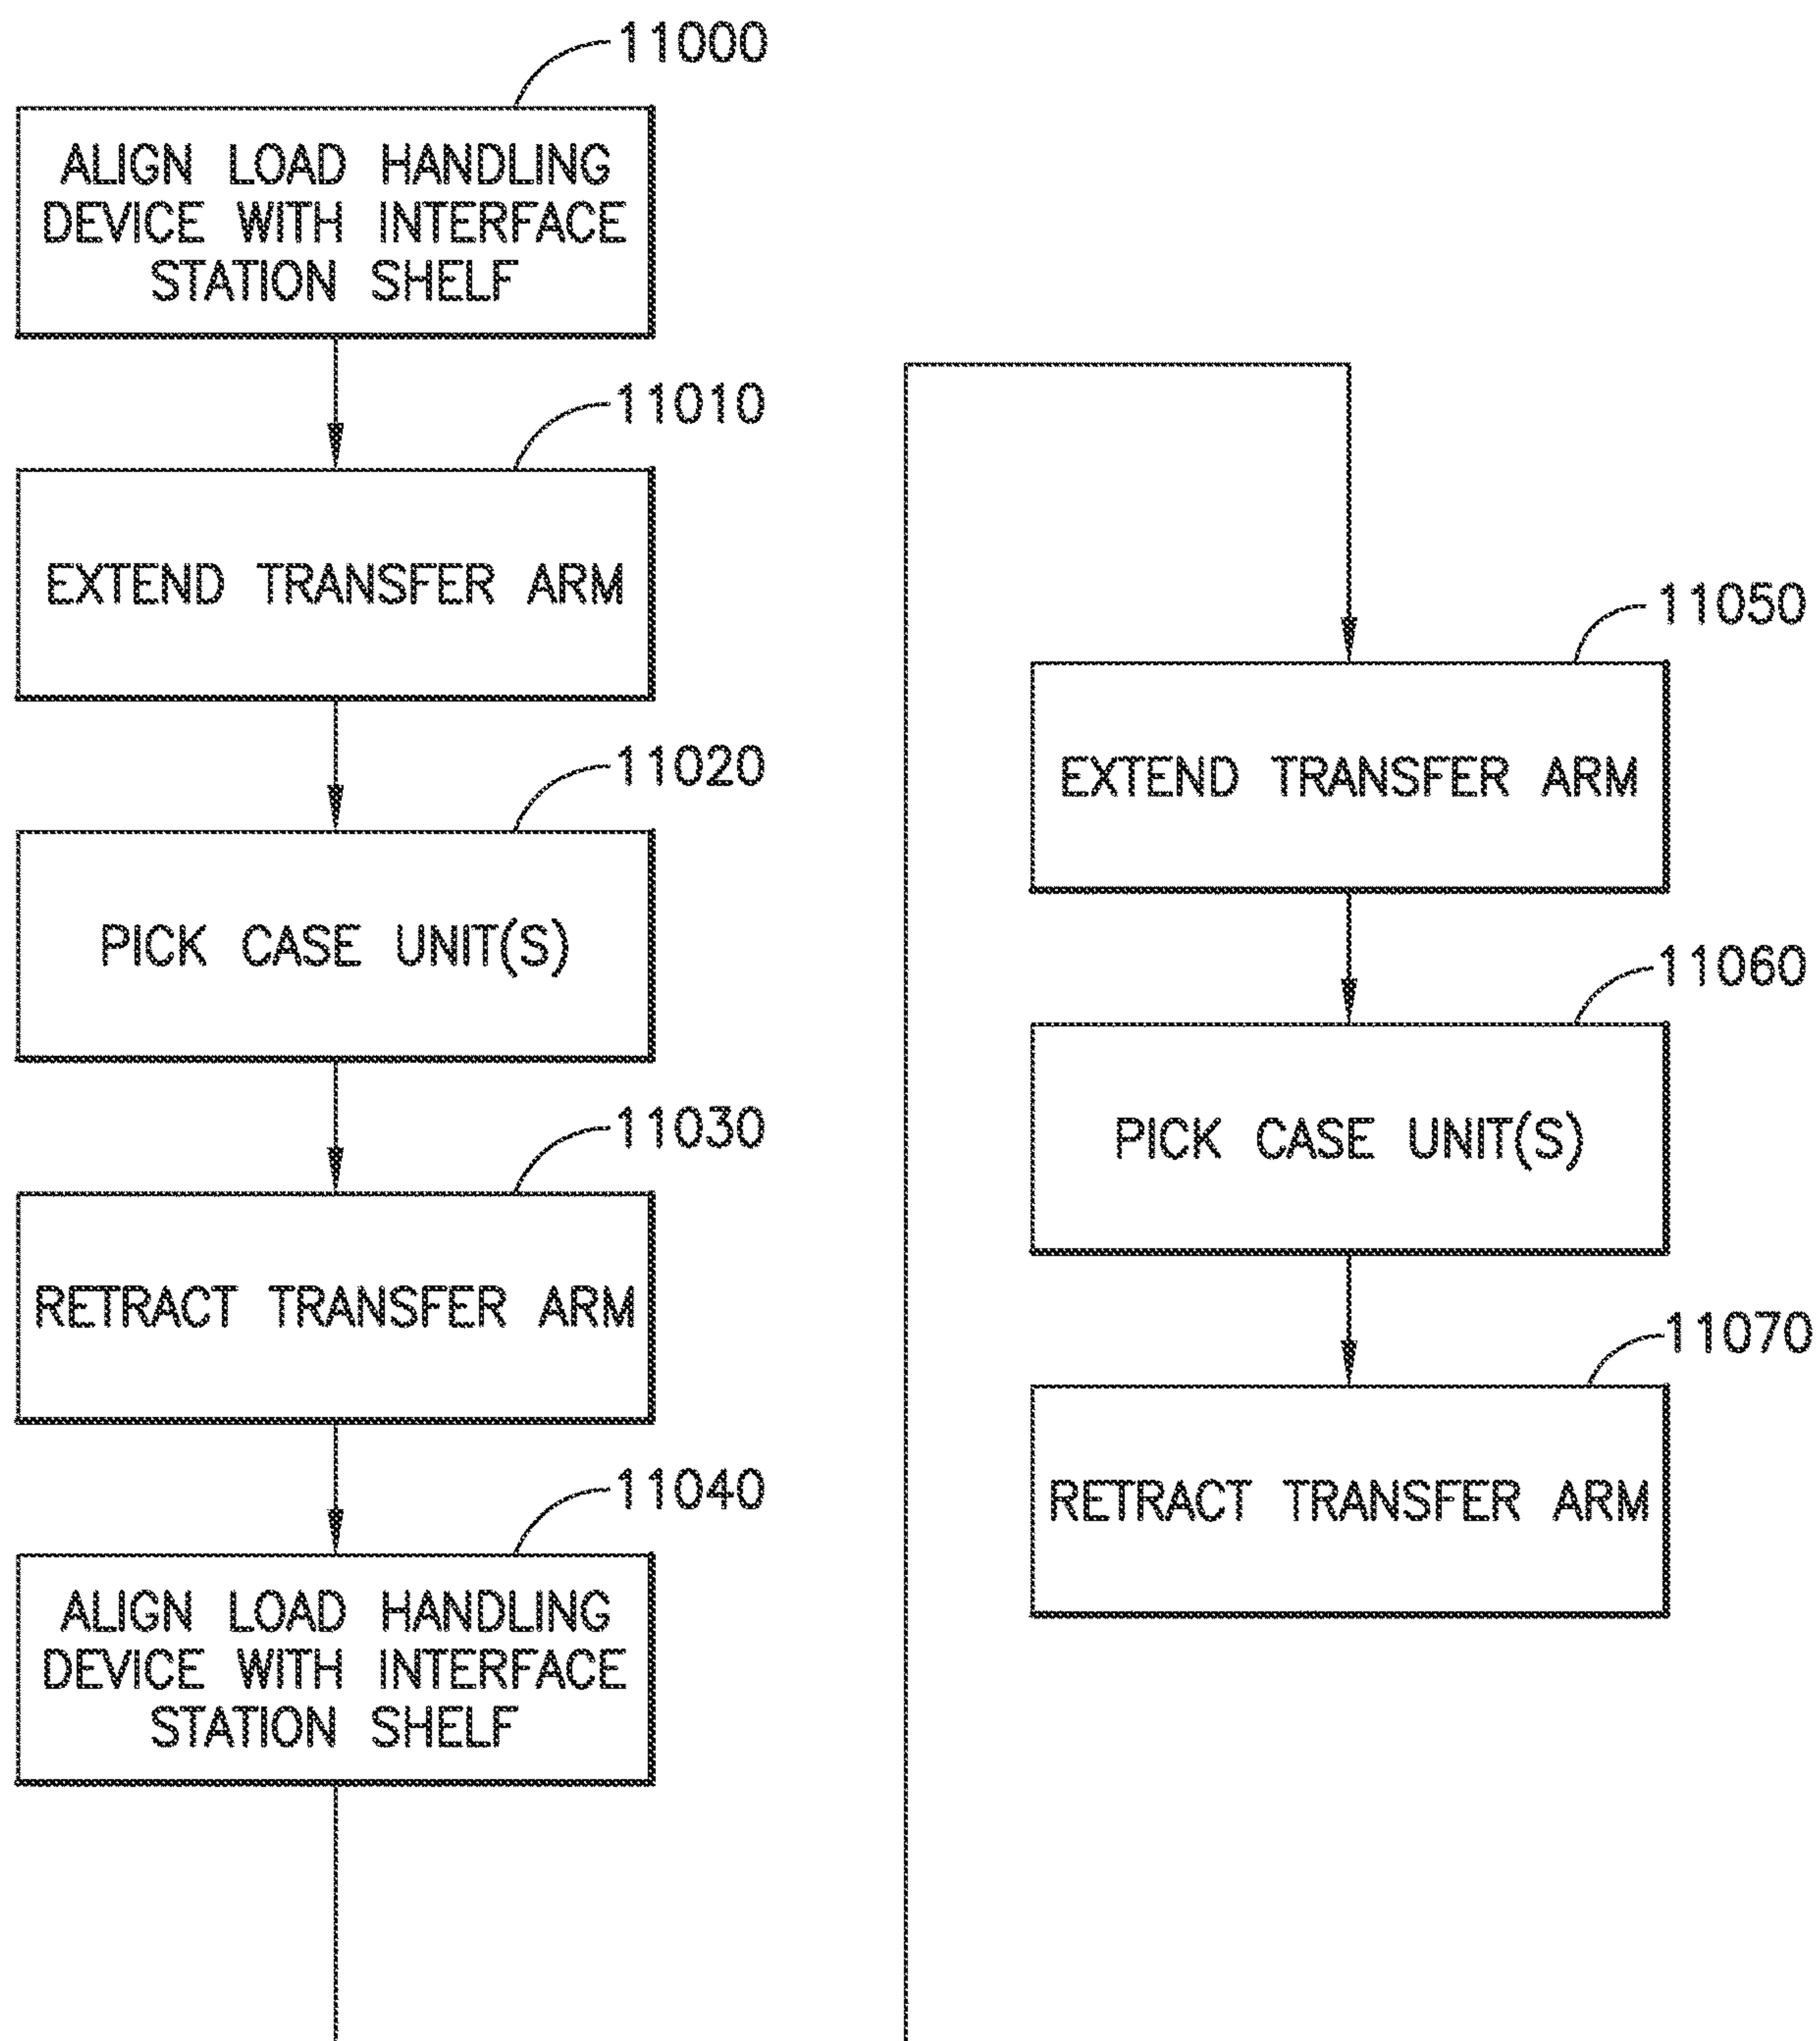 11000
ALIGN LOAD HANDLING
DEVICE WITH INTERFACE
STATION SHELF
11010
EXTEND TRANSFER ARM
11020
PICK CASE UNIT(S)
11030
RETRACT TRANSFER ARM
11040
ALIGN LOAD HANDLING
DEVICE WITH INTERFACE
STATION SHELF
11050
EXTEND TRANSFER ARM
11060
PICK CASE UNIT(S)
11070
RETRACT TRANSFER ARM